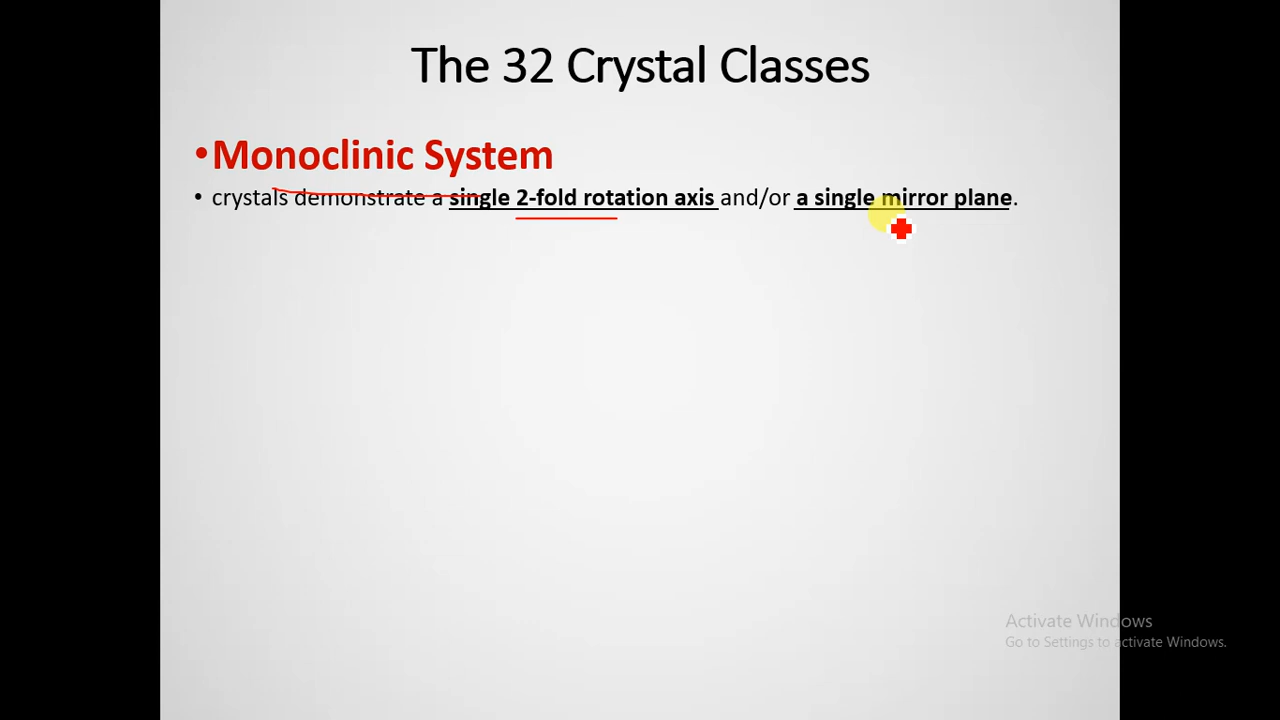 The 32 Crystal Classes
•Monoclinic System
• crystals demonstrate a single 2-fold rotation axis and/or a single mirror plane.
Activate Windows
Go to Settings to activate Windows.